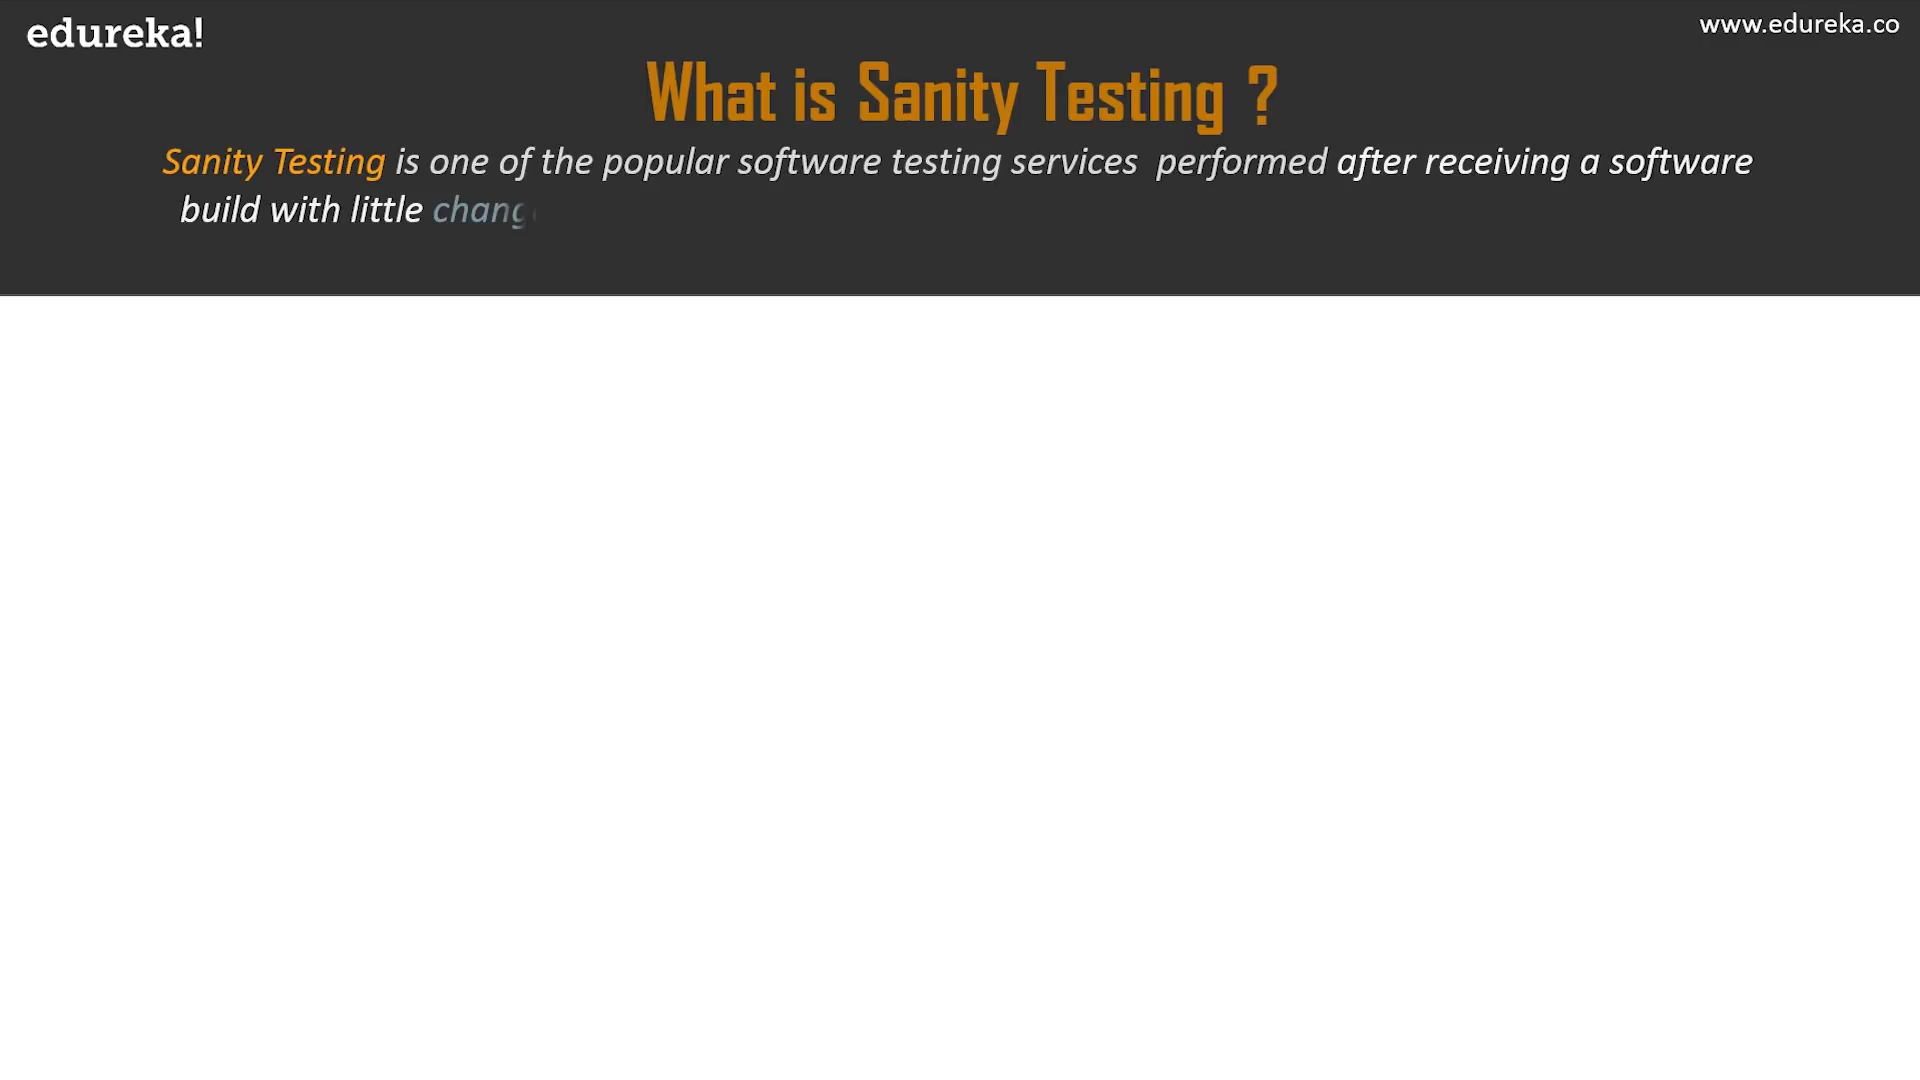 edureka!
www.edureka.co
What is Sanity Testing ?
Sanity Testing is one of the popular software testing services performed after receiving a software
build with little